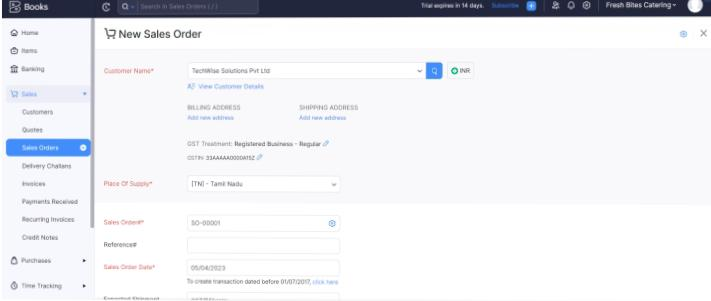 Books
Search in Sales Orders ( / )
Trial expires in 14 days. Subscribe
Fresh Bites Catering
Home
Items
Banking
Sales
Customers
Quotes
Sales Orders
Delivery Challans
Invoices
Payments Received
Recurring Invoices
Credit Notes
Purchases
Time Tracking
New Sales Order
Customer Name*
TechWise Solutions Pvt Ltd
INR
View Customer Details
BILLING ADDRESS
Add new address
SHIPPING ADDRESS
Add new address
GST Treatment: Registered Business - Regular
GSTIN: 33AAAAA0000A15Z
Place Of Supply*
[TN] - Tamil Nadu
Sales Order#*
SO-00001
Reference#
Sales Order Date*
05/04/2023
To create transaction dated before 01/07/2017, click here